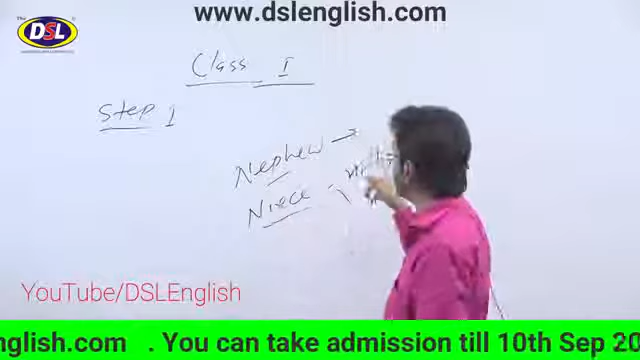 www.dslenglish.com
The
DSL
Class I
Step 1
Nephew →
Niece
YouTube/DSLEnglish
nglish.com . You can take admission till 10th Sep 20